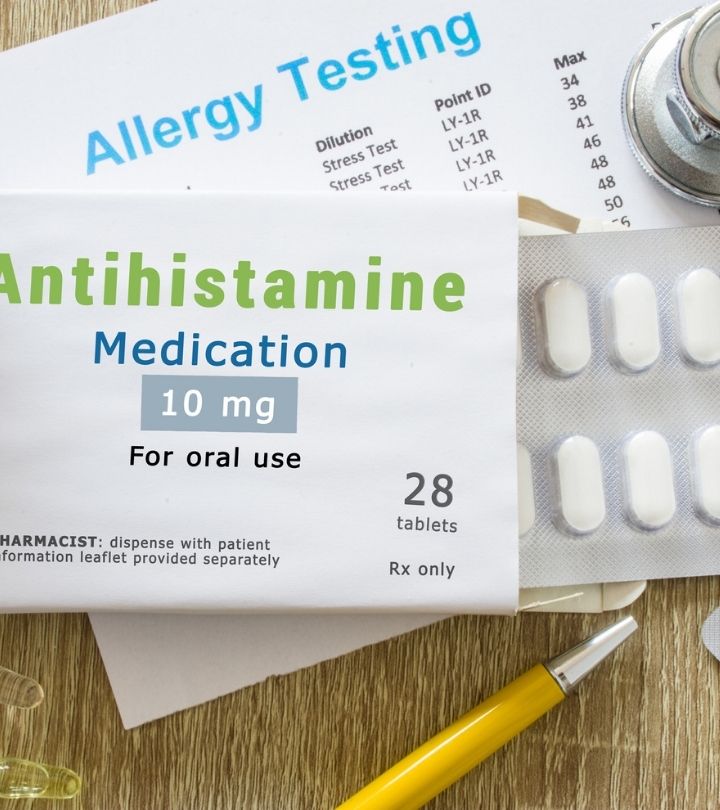 Allergy Testing
Dilution Point ID Max
Stress Test LY-1R 34
Stress Test LY-1R 38
Test LY-1R 41
LY-1R 46
48
48
50
Antihistamine
Medication
10 mg
For oral use
28
tablets
HARMACIST: dispense with patient
nformation leaflet provided separately
Rx only